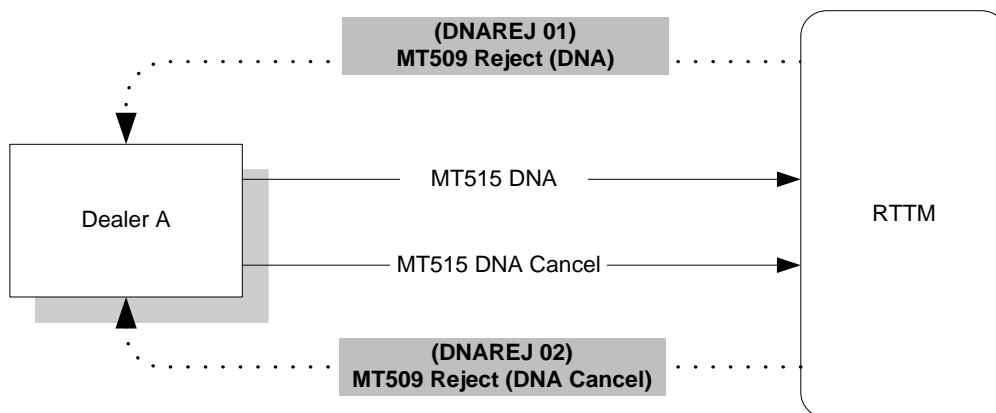 (DNAREJ 01)
MT509 Reject (DNA)
MT515 DNA
Dealer A
RTTM
MT515 DNA Cancel
(DNAREJ 02)
MT509 Reject (DNA Cancel)